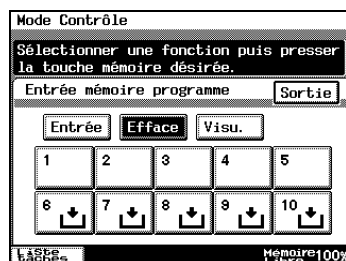 Mode Contrôle
Sélectionner une fonction puis presser
la touche mémoire désirée.
Entrée mémoire programme Sortie
Entrée Efface Visu.
1 2 3 4 5
6 7 8 9 10
Liste Mémoire 100%
tâches Libre